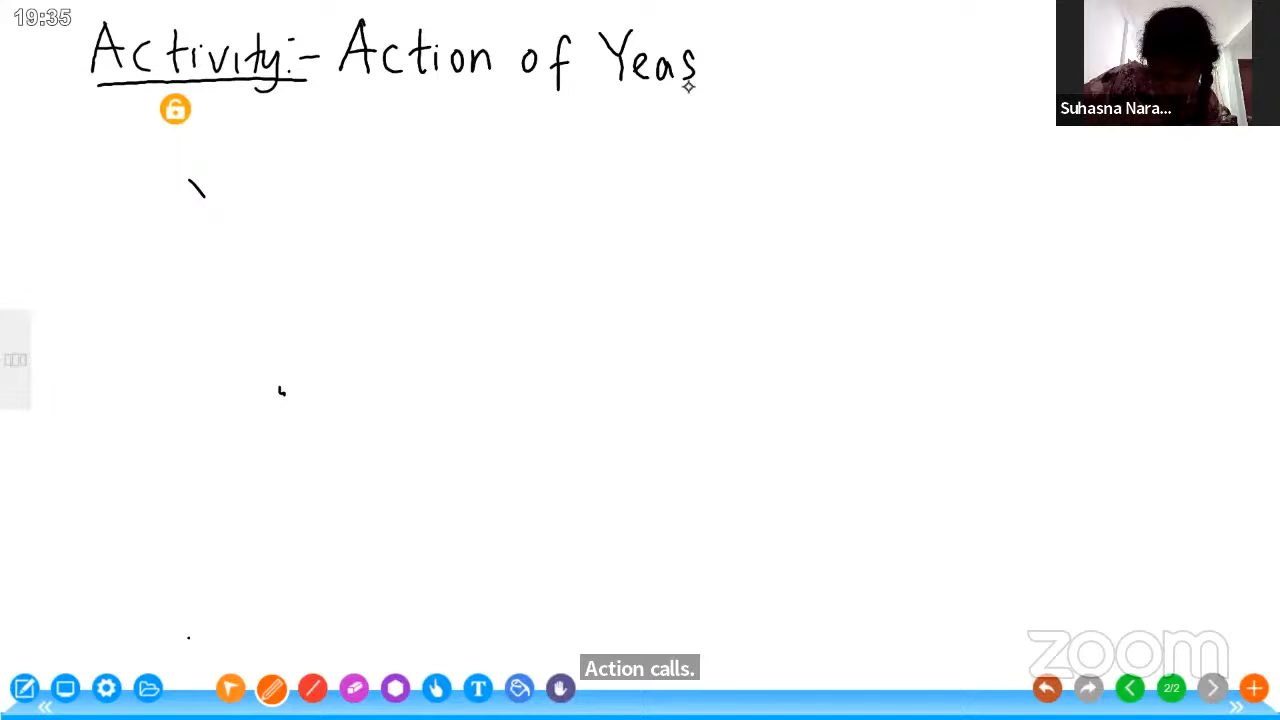 19:35
Activity:- Action of Yeas
Suhasna Nara...
Action calls.
zoom
T
2/2